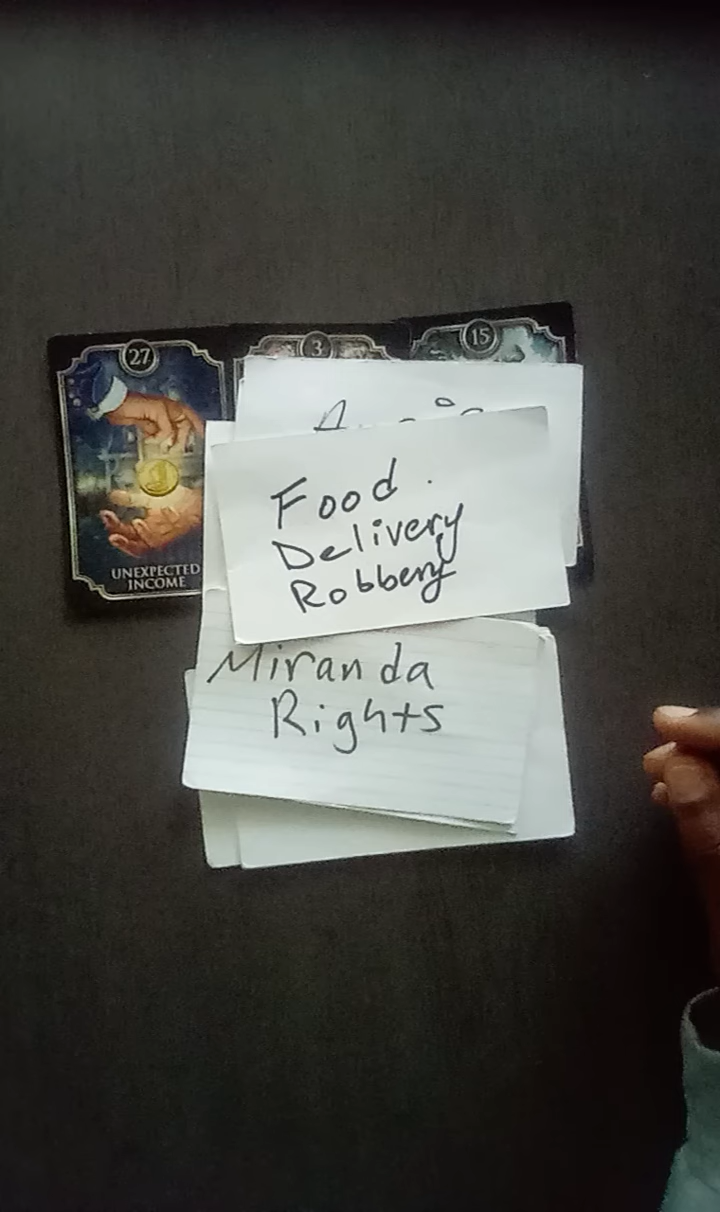 27
3
15
UNEXPECTED
INCOME
Food
Delivery
Robbery
Miranda
Rights